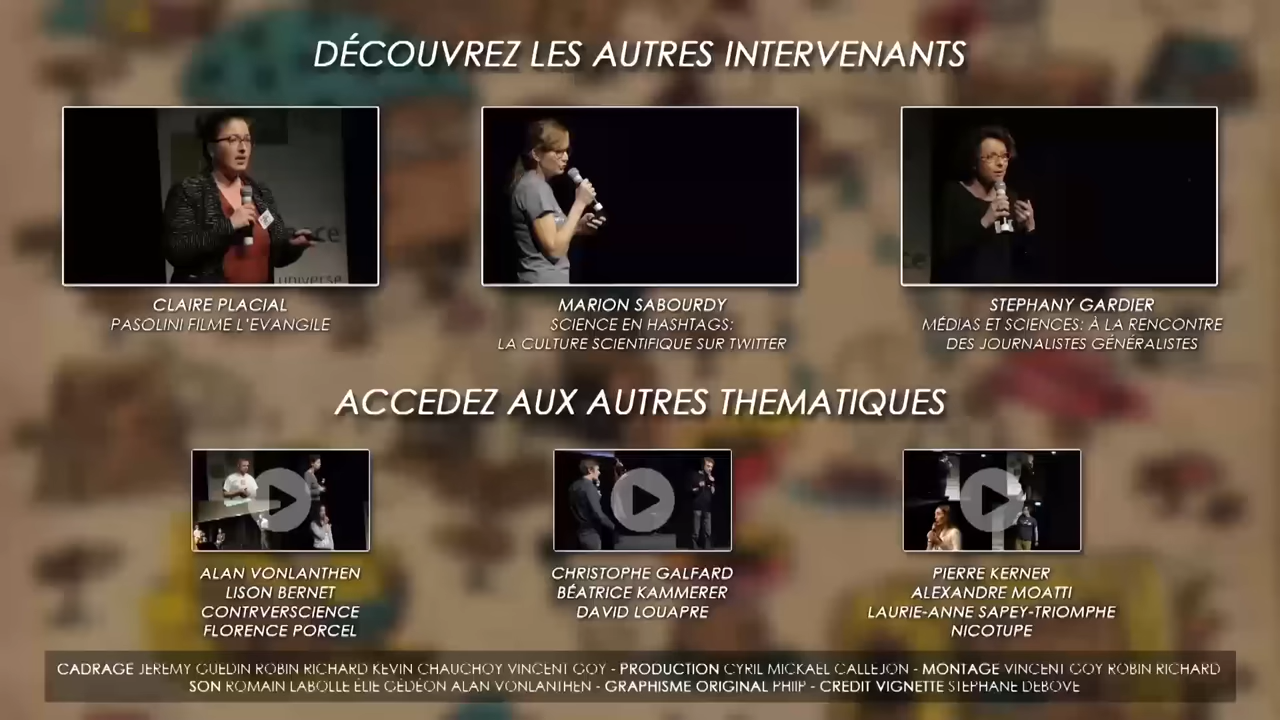 DÉCOUVREZ LES AUTRES INTERVENANTS
ce
universe
CLAIRE PLACIAL
PASOLINI FILME L'EVANGILE
MARION SABOURDY
SCIENCE EN HASHTAGS:
LA CULTURE SCIENTIFIQUE SUR TWITTER
STEPHANY GARDIER
MÉDIAS ET SCIENCES: À LA RENCONTRE
DES JOURNALISTES GÉNÉRALISTES
ACCEDEZ AUX AUTRES THEMATIQUES
ALAN VONLANTHEN
LISON BERNET
CONTRVERSCIENCE
FLORENCE PORCEL
CHRISTOPHE GALFARD
BÉATRICE KAMMERER
DAVID LOUAPRE
PIERRE KERNER
ALEXANDRE MOATTI
LAURIE-ANNE SAPEY-TRIOMPHE
NICOTUPE
CADRAGE JEREMY GUEDIN ROBIN RICHARD KEVIN CHAUCHOY VINCENT GOY - PRODUCTION CYRIL MICKAEL CALLEJON - MONTAGE VINCENT GOY ROBIN RICHARD
SON ROMAIN LABOLLE ÉLIE GÉDÉON ALAN VONLANTHEN - GRAPHISME ORIGINAL PHIIP - CREDIT VIGNETTE STEPHANE DEBOVE